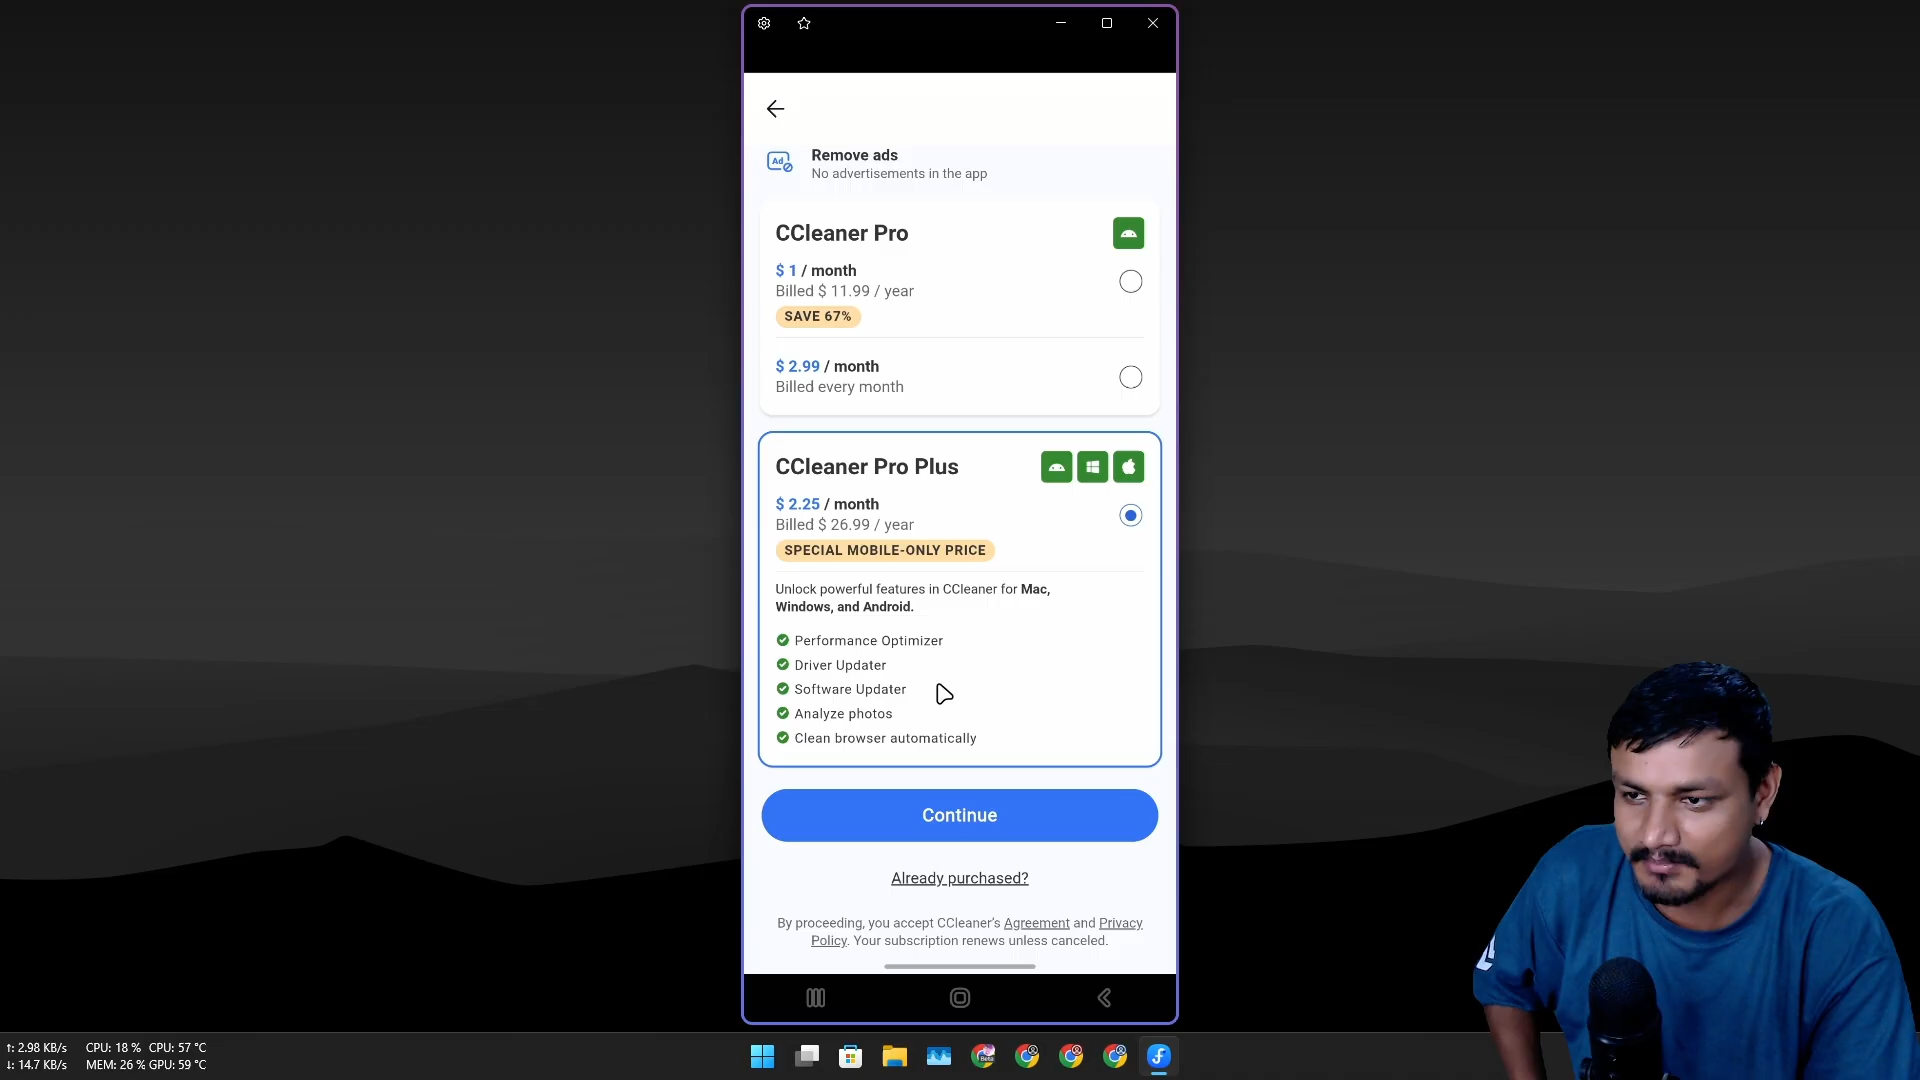 Remove ads
Ad
No advertisements in the app
CCleaner Pro
$ 1 / month
Billed $ 11.99 / year
SAVE 67%
$ 2.99 / month
Billed every month
CCleaner Pro Plus
$ 2.25 / month
Billed $ 26.99 / year
SPECIAL MOBILE-ONLY PRICE
Unlock powerful features in CCleaner for Mac,
Windows, and Android.
Performance Optimizer
Driver Updater
Software Updater
Analyze photos
Clean browser automatically
Continue
Already purchased?
By proceeding, you accept CCleaner's Agreement and Privacy
Policy. Your subscription renews unless canceled.
↑: 2.98 KB/s CPU: 18 % CPU: 57 °C
↓: 14.7 KB/s MEM: 26 % GPU: 59 °C
Beta